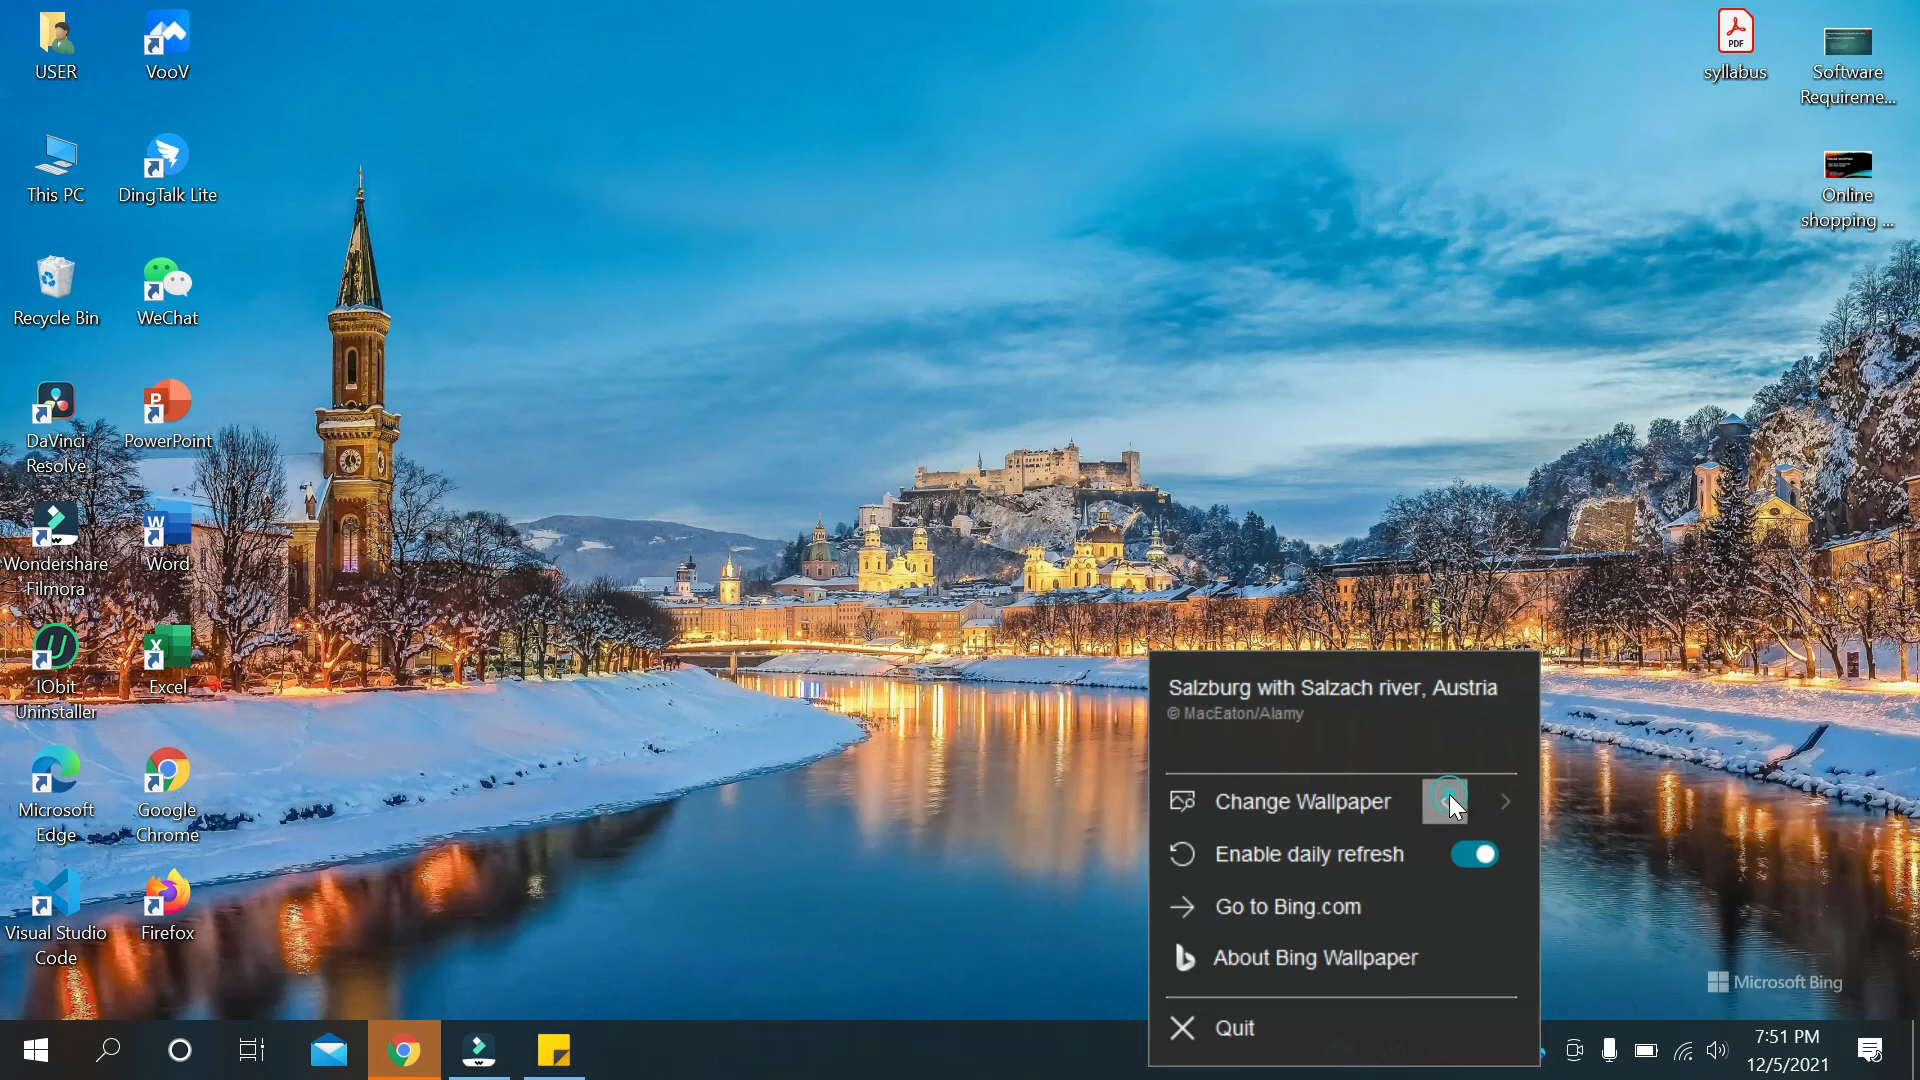 USER
VooV
This PC
DingTalk Lite
Recycle Bin
WeChat
DaVinci
Resolve
PowerPoint
Wondershare
Filmora
Word
IObit
Uninstaller
Excel
Microsoft
Edge
Google
Chrome
Visual Studio
Code
Firefox
PDF
syllabus
Software
Requireme...
Online
shopping ...
Salzburg with Salzach river, Austria
© MacEaton/Alamy
Change Wallpaper
Enable daily refresh
Go to Bing.com
About Bing Wallpaper
Quit
Microsoft Bing
7:51 PM
12/5/2021